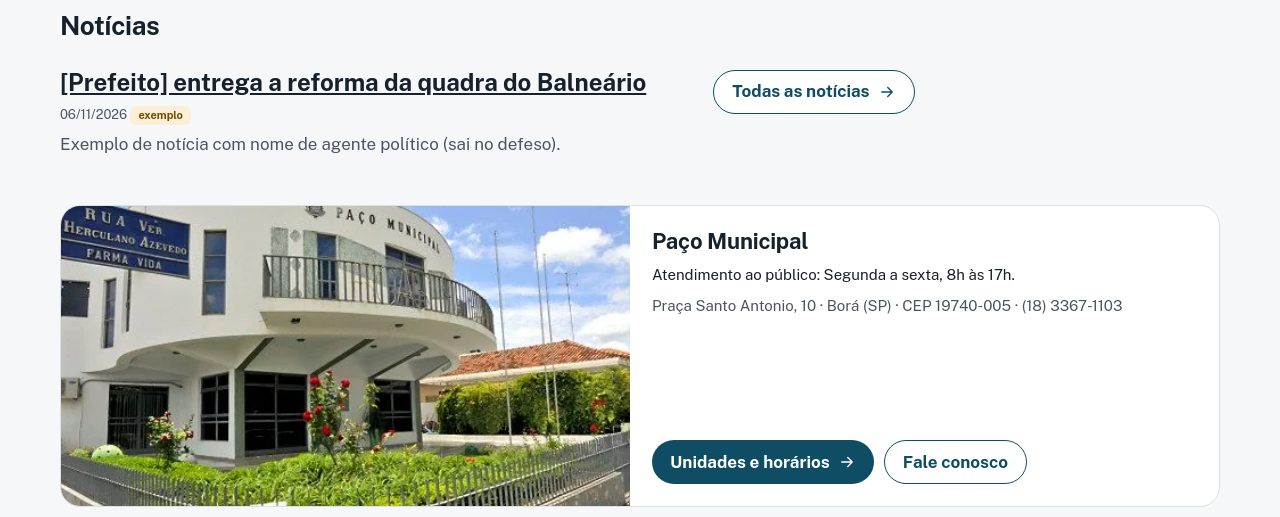 Notícias
[Prefeito] entrega a reforma da quadra do Balneário
Todas as notícias →
06/11/2026 exemplo
Exemplo de notícia com nome de agente político (sai no defeso).
RUA VER.
HERCULANO AZEVEDO
FARMA VIDA
PAÇO MUNICIPAL
Paço Municipal
Atendimento ao público: Segunda a sexta, 8h às 17h.
Praça Santo Antonio, 10 · Borá (SP) · CEP 19740-005 · (18) 3367-1103
Unidades e horários →
Fale conosco